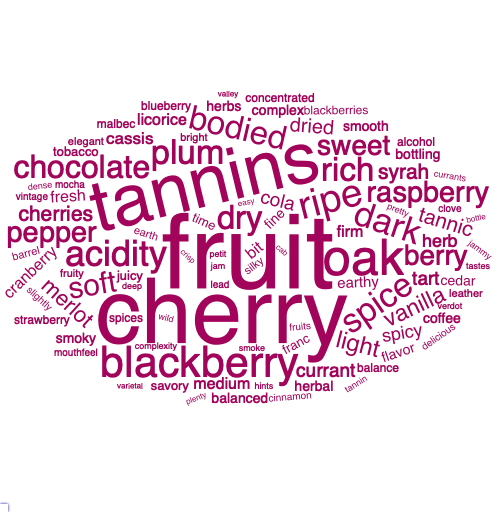 valley
concentrated
blueberry
herbs
complex
blackberries
malbec
licorice
bodied
dried
smooth
elegant
cassis
bright
sweet
alcohol
tobacco
plum
tannins
bottling
chocolate
rich
syrah
currants
dense
mocha
easy
cola
ripe
raspberry
vintage
fresh
cherries
time
dry
fine
dark
pretty
clove
tannic
bottle
pepper
earth
fruit
firm
herb
jammy
barrel
acidity
crisp
petit
bit
cab
oak
berry
cranberry
fruity
soft
juicy
jam
silky
tastes
slightly
merlot
deep
lead
earthy
spice
tart
cedar
leather
strawberry
spices
wild
cherry
fruits
vanilla
verdot
coffee
smoky
complexity
smoke
franc
light
spicy
delicious
mouthfeel
blackberry
currant
flavor
balance
varietal
savory
medium
hints
herbal
tannin
plenty
balanced
cinnamon